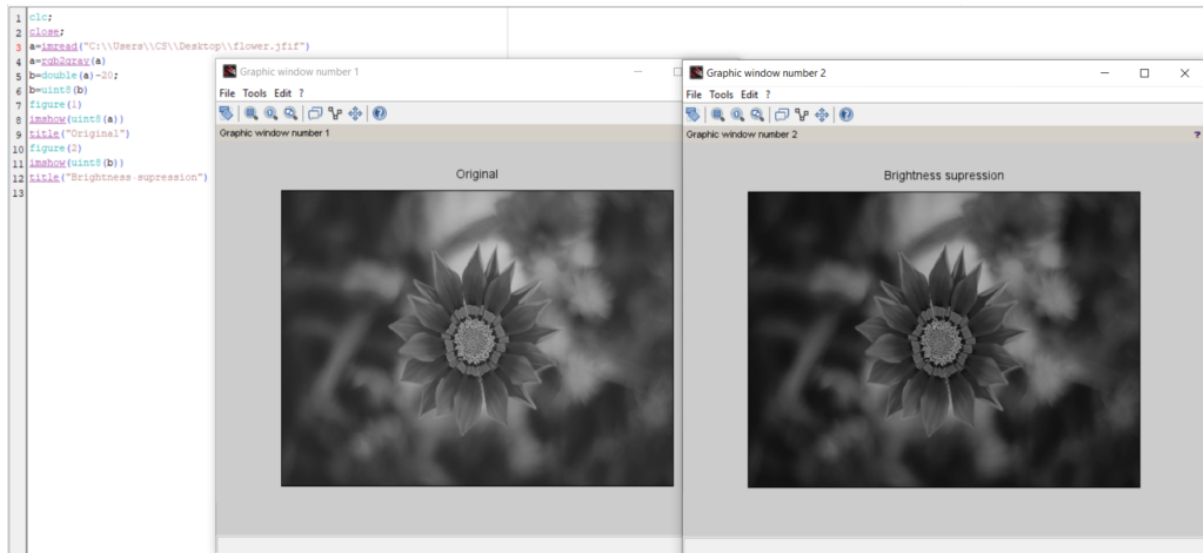 1 clc;
2 close;
3 a=imread("C:\\Users\\CS\\Desktop\\flower.jfif")
4 a=rgb2gray(a)
5 b=double(a)-20;
6 b=uint8(b)
7 figure(1)
8 imshow(uint8(a))
9 title("Original")
10 figure(2)
11 imshow(uint8(b))
12 title("Brightness supression")
13
Graphic window number 1
File Tools Edit ?
Graphic window number 1
Original
Graphic window number 2
File Tools Edit ?
Graphic window number 2 ?
Brightness supression